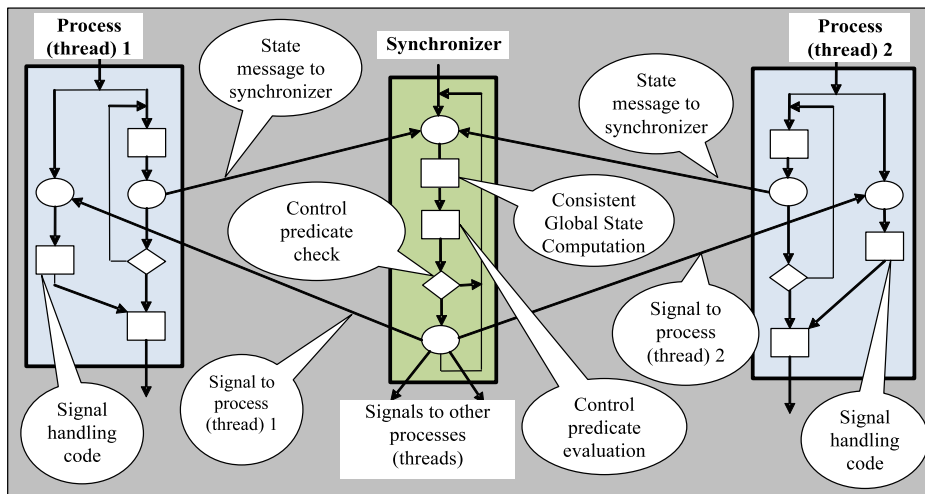 Process
(thread) 1
State
message to
synchronizer
Synchronizer
State
message to
synchronizer
Process
(thread) 2
Control
predicate
check
Consistent
Global State
Computation
Signal
handling
code
Signal to
process
(thread) 1
Signals to other
processes
(threads)
Control
predicate
evaluation
Signal to
process
(thread) 2
Signal
handling
code